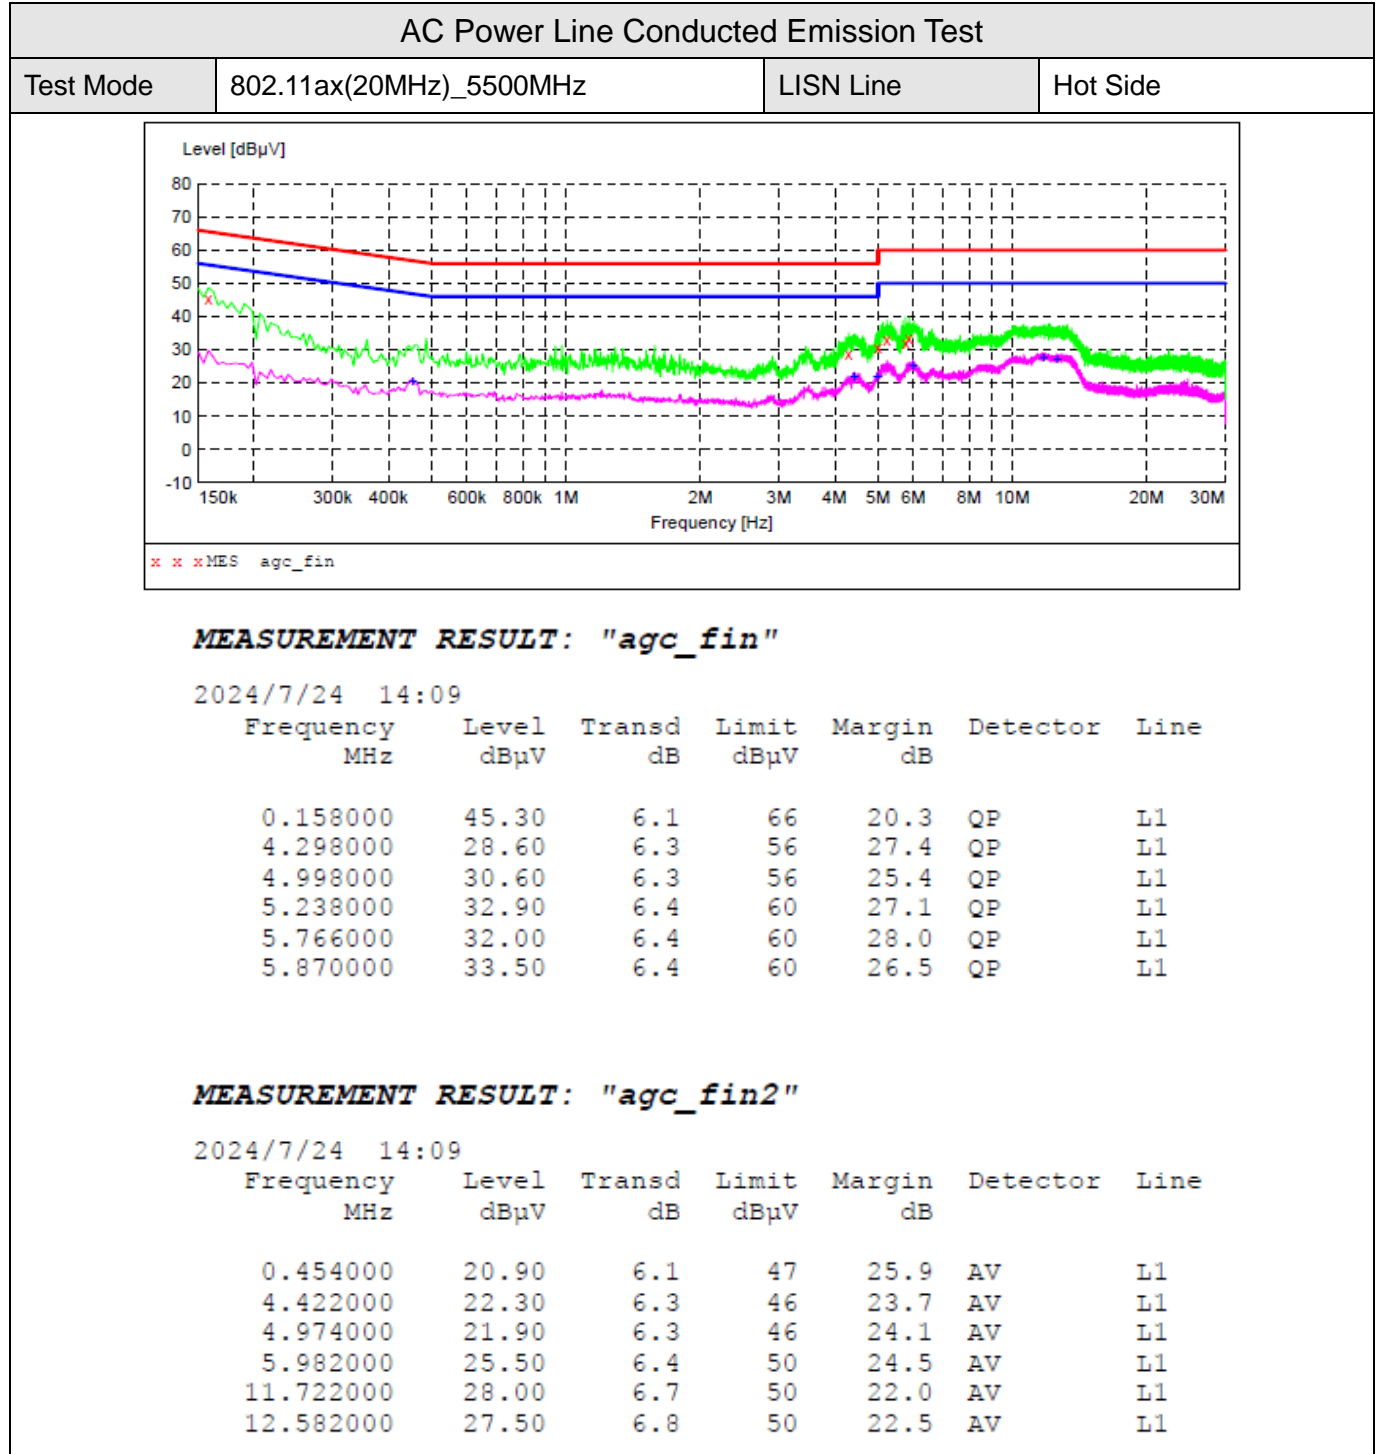 AC Power Line Conducted Emission Test
Test Mode 802.11ax(20MHz)_5500MHz LISN Line Hot Side
Level [dBµV]
80
70
60
50
40
30
20
10
0
-10
150k 300k 400k 600k 800k 1M 2M 3M 4M 5M 6M 8M 10M 20M 30M
Frequency [Hz]
x x xMES agc_fin
MEASUREMENT RESULT: "agc_fin"
2024/7/24 14:09
Frequency Level Transd Limit Margin Detector Line
MHz dBµV dB dBµV dB
0.158000 45.30 6.1 66 20.3 QP L1
4.298000 28.60 6.3 56 27.4 QP L1
4.998000 30.60 6.3 56 25.4 QP L1
5.238000 32.90 6.4 60 27.1 QP L1
5.766000 32.00 6.4 60 28.0 QP L1
5.870000 33.50 6.4 60 26.5 QP L1
MEASUREMENT RESULT: "agc_fin2"
2024/7/24 14:09
Frequency Level Transd Limit Margin Detector Line
MHz dBµV dB dBµV dB
0.454000 20.90 6.1 47 25.9 AV L1
4.422000 22.30 6.3 46 23.7 AV L1
4.974000 21.90 6.3 46 24.1 AV L1
5.982000 25.50 6.4 50 24.5 AV L1
11.722000 28.00 6.7 50 22.0 AV L1
12.582000 27.50 6.8 50 22.5 AV L1